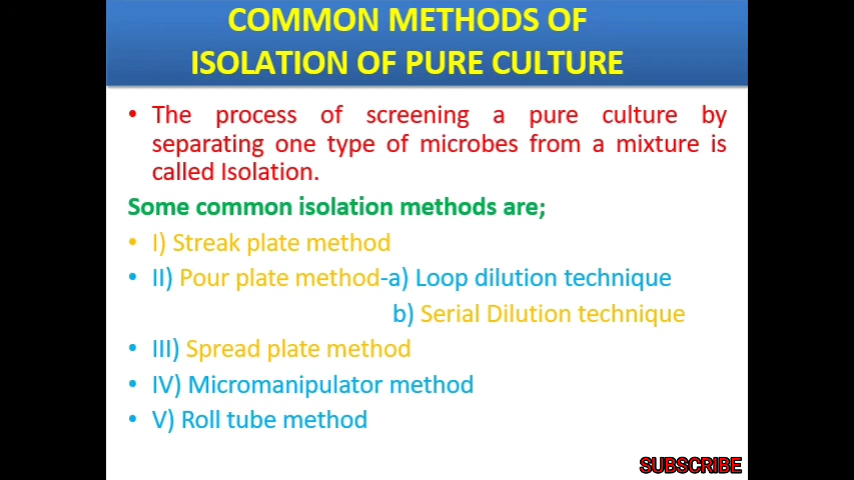 COMMON METHODS OF
ISOLATION OF PURE CULTURE
• The process of screening a pure culture by
separating one type of microbes from a mixture is
called Isolation.
Some common isolation methods are;
• I) Streak plate method
• II) Pour plate method-a) Loop dilution technique
b) Serial Dilution technique
• III) Spread plate method
• IV) Micromanipulator method
• V) Roll tube method
SUBSCRIBE